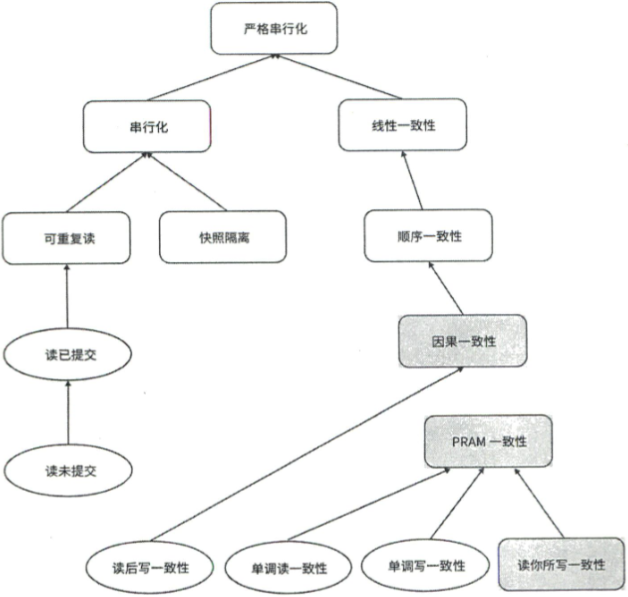 严格串行化
串行化
线性一致性
可重复读
快照隔离
顺序一致性
读已提交
因果一致性
PRAM 一致性
读未提交
读后写一致性
单调读一致性
单调写一致性
读你所写一致性